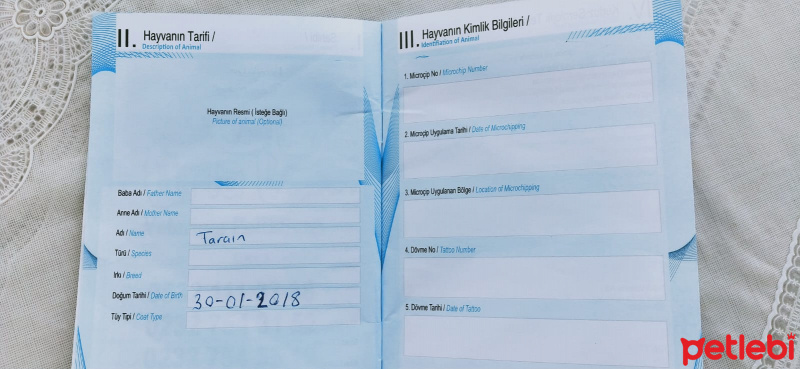 II. Hayvanın Tarifi /
Description of Animal
Hayvanın Resmi ( İsteğe Bağlı)
Picture of animal (Optional)
Baba Adı / Father Name
Anne Adı / Mother Name
Adı / Name Tarçın
Türü / Species
Irkı / Breed
Doğum Tarihi / Date of Birth 30-01-2018
Tüy Tipi / Coat Type
III. Hayvanın Kimlik Bilgileri /
Identification of Animal
1. Microçip No / Microchip Number
2. Microçip Uygulama Tarihi / Date of Microchipping
3. Microçip Uygulanan Bölge / Location of Microchipping
4. Dövme No / Tattoo Number
5. Dövme Tarihi / Date of Tattoo
petlebi